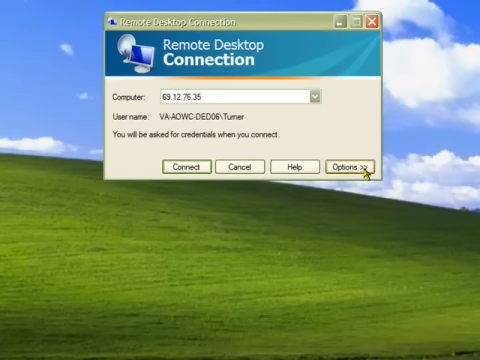 Remote Desktop Connection
Remote Desktop
Connection
Computer: 69.12.76.35
User name: VA-AOWC-DED06\Turner
You will be asked for credentials when you connect.
Connect Cancel Help Options >>